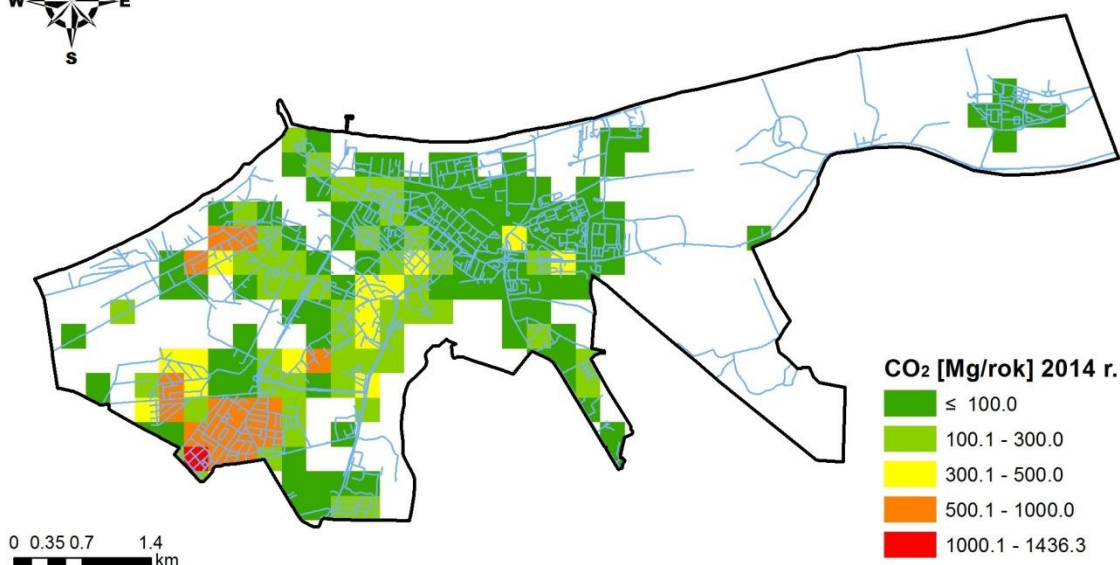 W E
S
CO₂ [Mg/rok] 2014 r.
≤ 100.0
100.1 - 300.0
300.1 - 500.0
500.1 - 1000.0
1000.1 - 1436.3
0 0.35 0.7 1.4
km